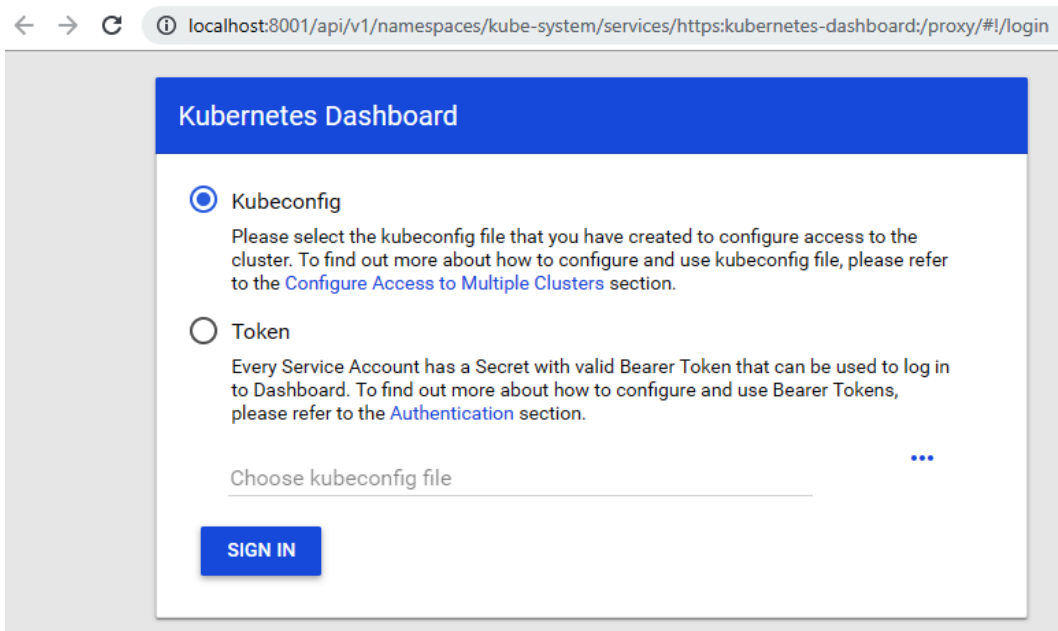 localhost:8001/api/v1/namespaces/kube-system/services/https:kubernetes-dashboard:/proxy/#!/login
Kubernetes Dashboard
Kubeconfig
Please select the kubeconfig file that you have created to configure access to the
cluster. To find out more about how to configure and use kubeconfig file, please refer
to the Configure Access to Multiple Clusters section.
Token
Every Service Account has a Secret with valid Bearer Token that can be used to log in
to Dashboard. To find out more about how to configure and use Bearer Tokens,
please refer to the Authentication section.
Choose kubeconfig file
SIGN IN